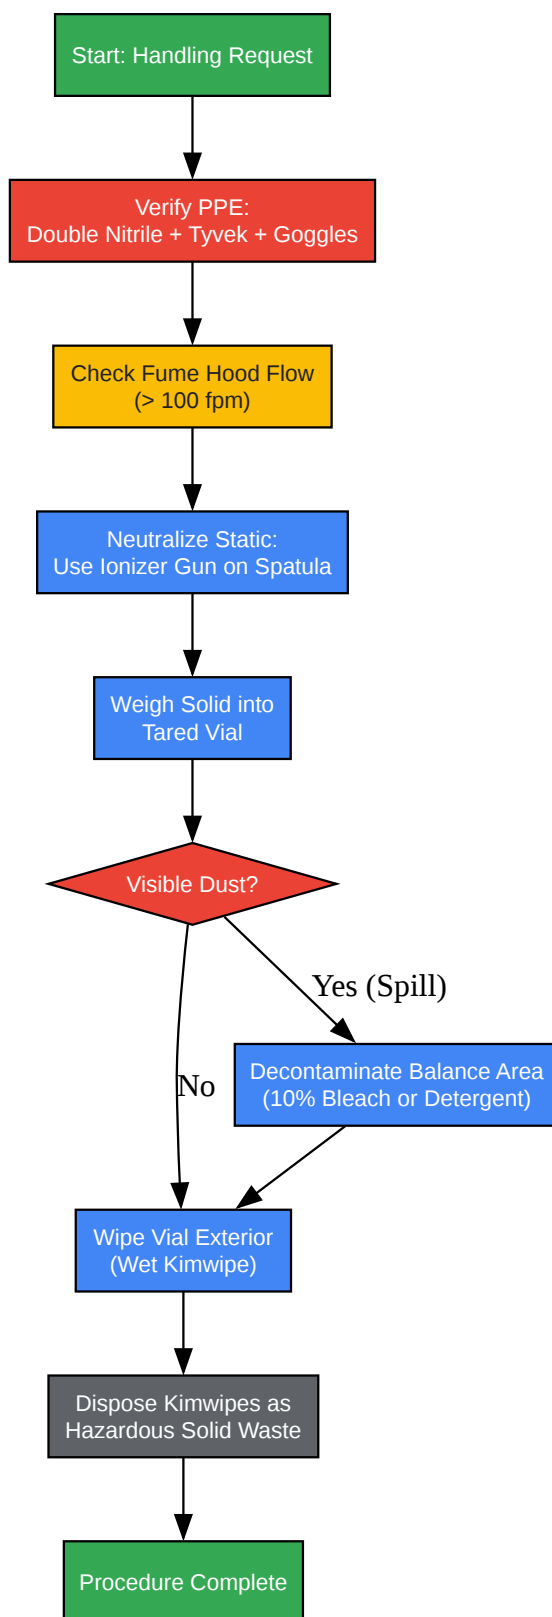 Start: Handling Request
Verify PPE:
Double Nitrile + Tyvek + Goggles
Check Fume Hood Flow
(> 100 fpm)
Neutralize Static:
Use Ionizer Gun on Spatula
Weigh Solid into
Tared Vial
Visible Dust?
Yes (Spill)
No
Decontaminate Balance Area
(10% Bleach or Detergent)
Wipe Vial Exterior
(Wet Kimwipe)
Dispose Kimwipes as
Hazardous Solid Waste
Procedure Complete